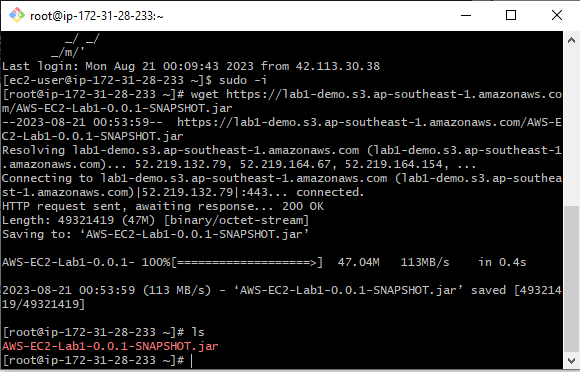 root@ip-172-31-28-233:~
_/ _/
_/m/'
Last login: Mon Aug 21 00:09:43 2023 from 42.113.30.38
[ec2-user@ip-172-31-28-233 ~]$ sudo -i
[root@ip-172-31-28-233 ~]# wget https://lab1-demo.s3.ap-southeast-1.amazonaws.co
m/AWS-EC2-Lab1-0.0.1-SNAPSHOT.jar
--2023-08-21 00:53:59--  https://lab1-demo.s3.ap-southeast-1.amazonaws.com/AWS-E
C2-Lab1-0.0.1-SNAPSHOT.jar
Resolving lab1-demo.s3.ap-southeast-1.amazonaws.com (lab1-demo.s3.ap-southeast-1
.amazonaws.com)... 52.219.132.79, 52.219.164.67, 52.219.164.154, ...
Connecting to lab1-demo.s3.ap-southeast-1.amazonaws.com (lab1-demo.s3.ap-southea
st-1.amazonaws.com)|52.219.132.79|:443... connected.
HTTP request sent, awaiting response... 200 OK
Length: 49321419 (47M) [binary/octet-stream]
Saving to: ‘AWS-EC2-Lab1-0.0.1-SNAPSHOT.jar’
AWS-EC2-Lab1-0.0.1- 100%[===================>]  47.04M   113MB/s    in 0.4s
2023-08-21 00:53:59 (113 MB/s) - ‘AWS-EC2-Lab1-0.0.1-SNAPSHOT.jar’ saved [493214
19/49321419]
[root@ip-172-31-28-233 ~]# ls
AWS-EC2-Lab1-0.0.1-SNAPSHOT.jar
[root@ip-172-31-28-233 ~]#